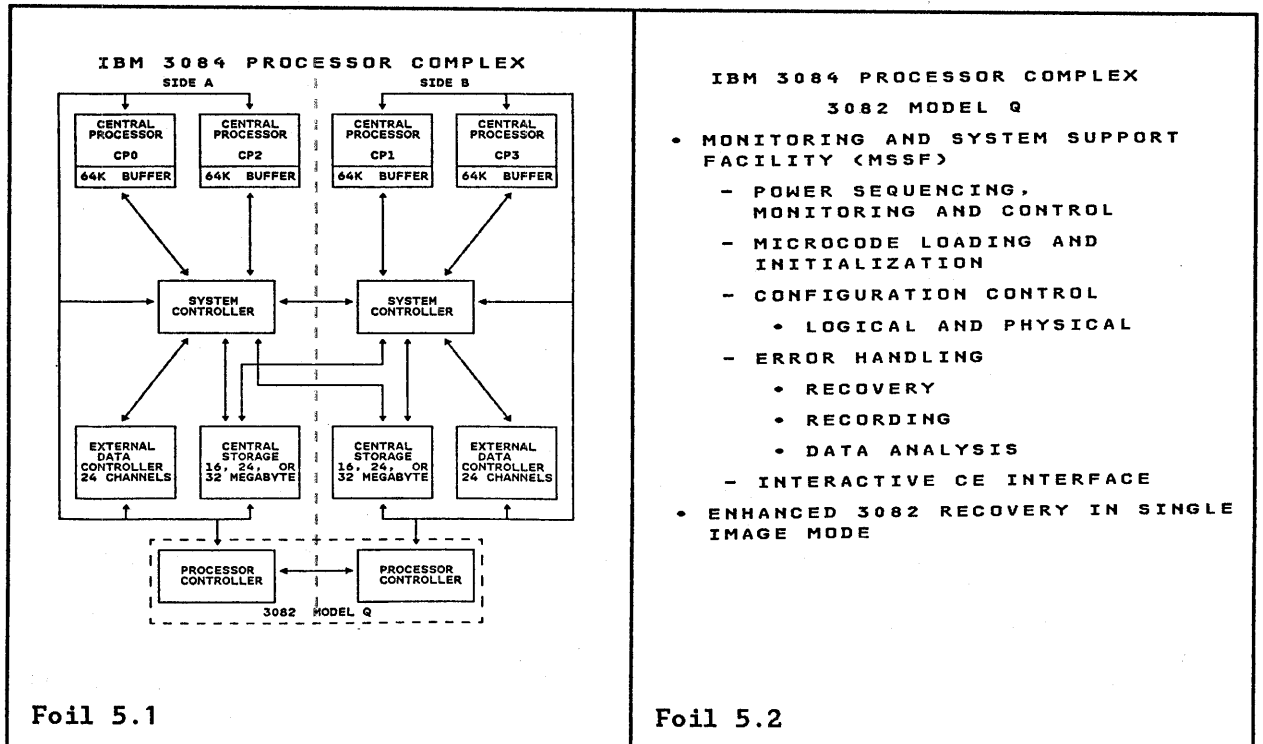 IBM 3084 PROCESSOR COMPLEX
SIDE A
SIDE B
CENTRAL
PROCESSOR
CP0
64K BUFFER
CENTRAL
PROCESSOR
CP2
64K BUFFER
CENTRAL
PROCESSOR
CP1
64K BUFFER
CENTRAL
PROCESSOR
CP3
64K BUFFER
SYSTEM
CONTROLLER
SYSTEM
CONTROLLER
EXTERNAL
DATA
CONTROLLER
24 CHANNELS
CENTRAL
STORAGE
16, 24, OR
32 MEGABYTE
CENTRAL
STORAGE
16, 24, OR
32 MEGABYTE
EXTERNAL
DATA
CONTROLLER
24 CHANNELS
PROCESSOR
CONTROLLER
PROCESSOR
CONTROLLER
3082 MODEL Q
Foil 5.1
IBM 3084 PROCESSOR COMPLEX
3082 MODEL Q
• MONITORING AND SYSTEM SUPPORT
FACILITY (MSSF)
- POWER SEQUENCING,
MONITORING AND CONTROL
- MICROCODE LOADING AND
INITIALIZATION
- CONFIGURATION CONTROL
• LOGICAL AND PHYSICAL
- ERROR HANDLING
• RECOVERY
• RECORDING
• DATA ANALYSIS
- INTERACTIVE CE INTERFACE
• ENHANCED 3082 RECOVERY IN SINGLE
IMAGE MODE
Foil 5.2